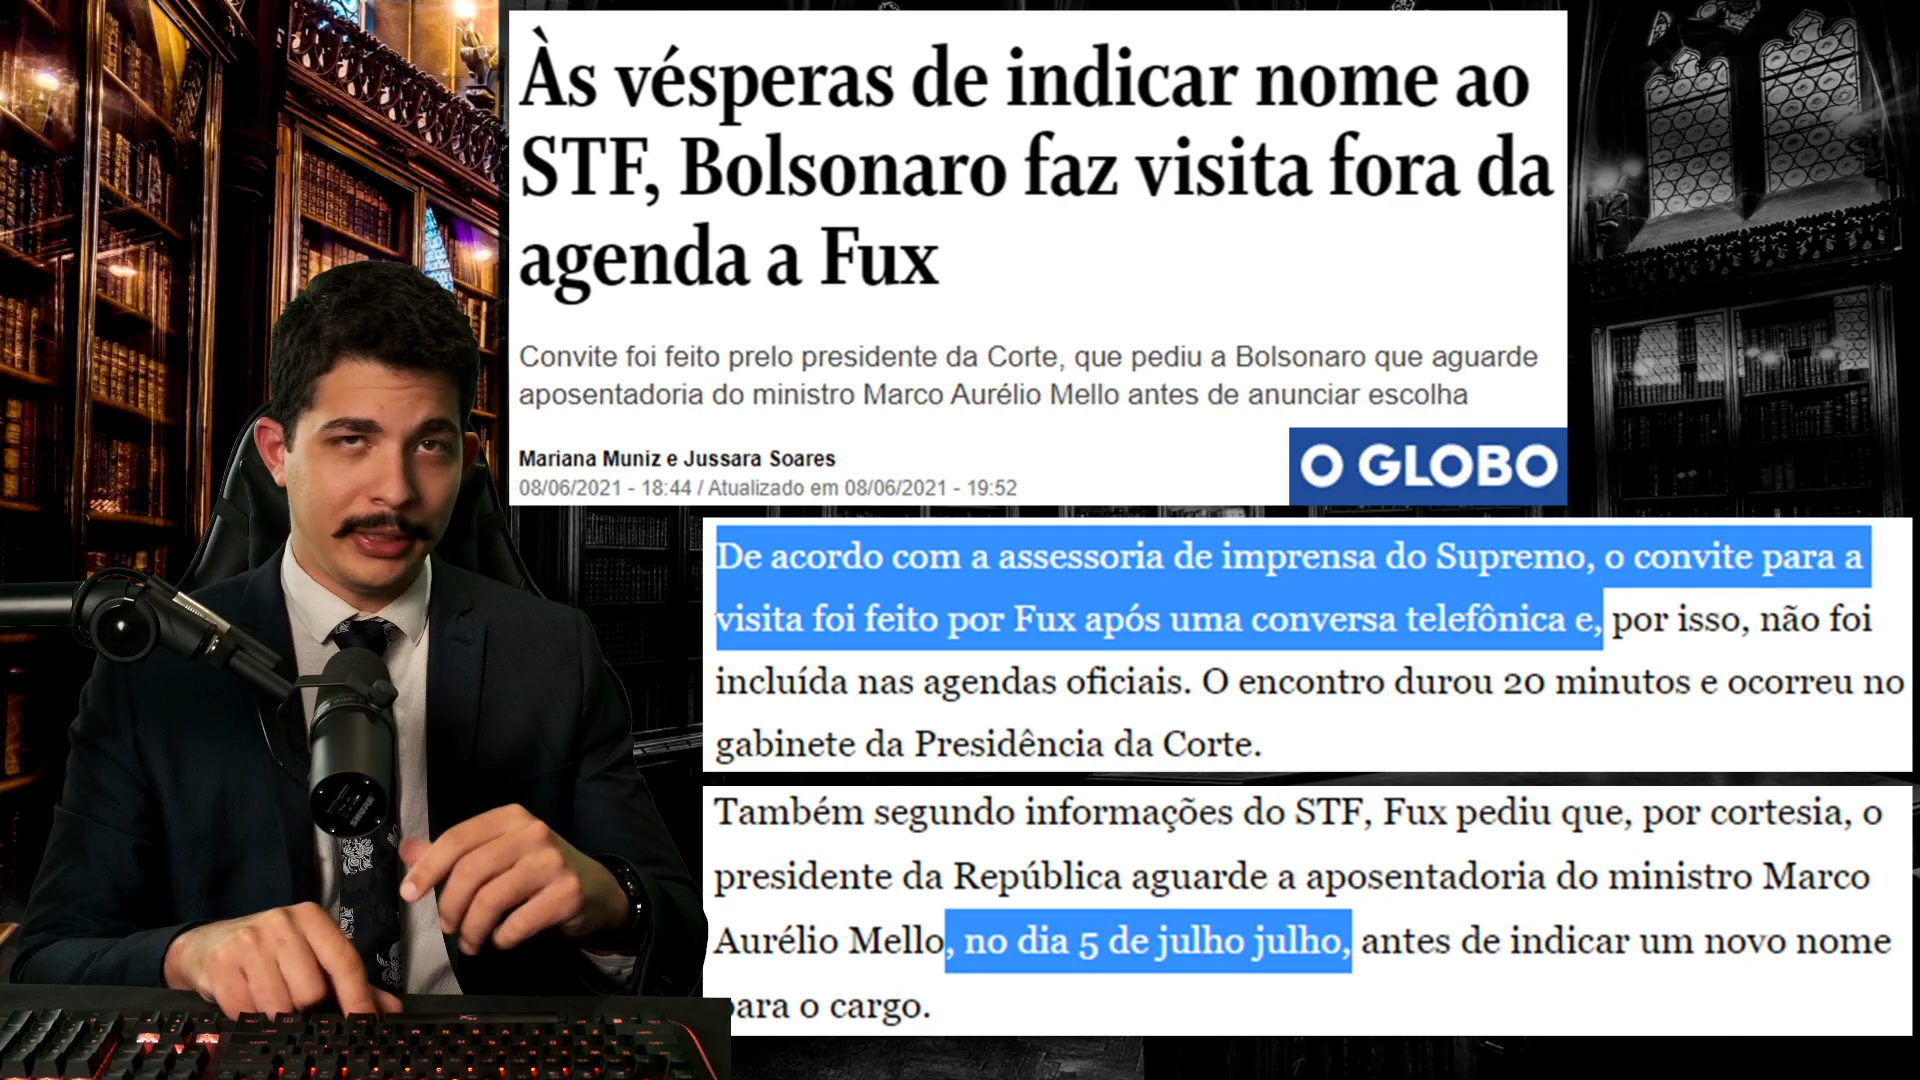 Às vésperas de indicar nome ao
STF, Bolsonaro faz visita fora da
agenda a Fux
Convite foi feito prelo presidente da Corte, que pediu a Bolsonaro que aguarde
aposentadoria do ministro Marco Aurélio Mello antes de anunciar escolha
Mariana Muniz e Jussara Soares
08/06/2021 - 18:44 / Atualizado em 08/06/2021 - 19:52
O GLOBO
De acordo com a assessoria de imprensa do Supremo, o convite para a
visita foi feito por Fux após uma conversa telefônica e, por isso, não foi
incluída nas agendas oficiais. O encontro durou 20 minutos e ocorreu no
gabinete da Presidência da Corte.
Também segundo informações do STF, Fux pediu que, por cortesia, o
presidente da República aguarde a aposentadoria do ministro Marco
Aurélio Mello, no dia 5 de julho julho, antes de indicar um novo nome
para o cargo.
SHURE